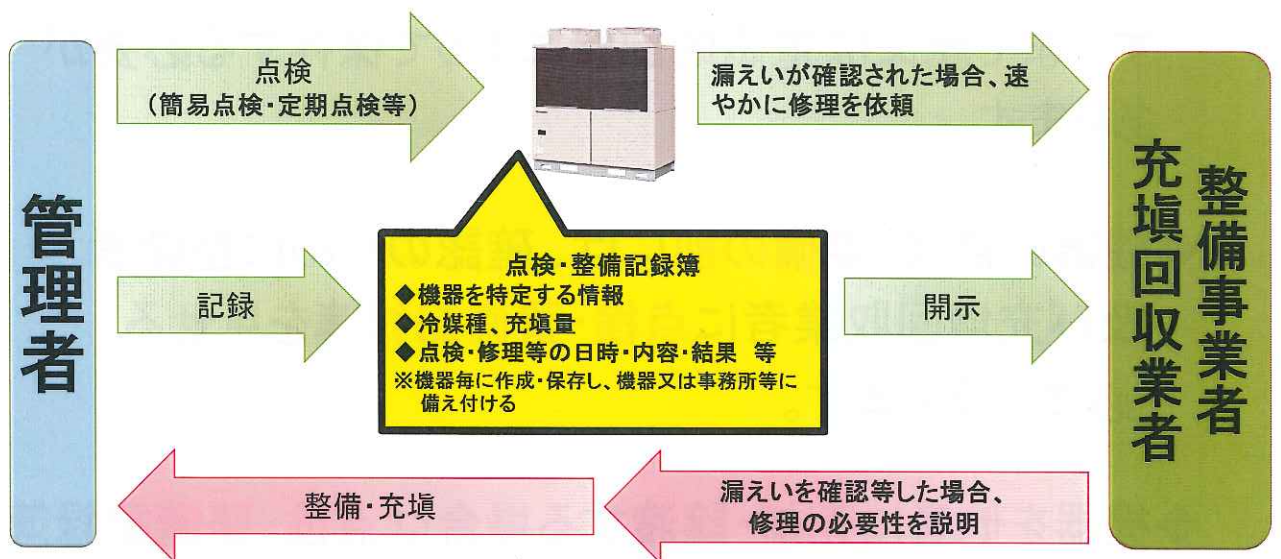 管理者
点検
(簡易点検・定期点検等)
漏えいが確認された場合、速
やかに修理を依頼
整備事業者
充塡回収業者
記録
点検・整備記録簿
◆機器を特定する情報
◆冷媒種、充塡量
◆点検・修理等の日時・内容・結果 等
※機器毎に作成・保存し、機器又は事務所等に
備え付ける
開示
整備・充塡
漏えいを確認等した場合、
修理の必要性を説明